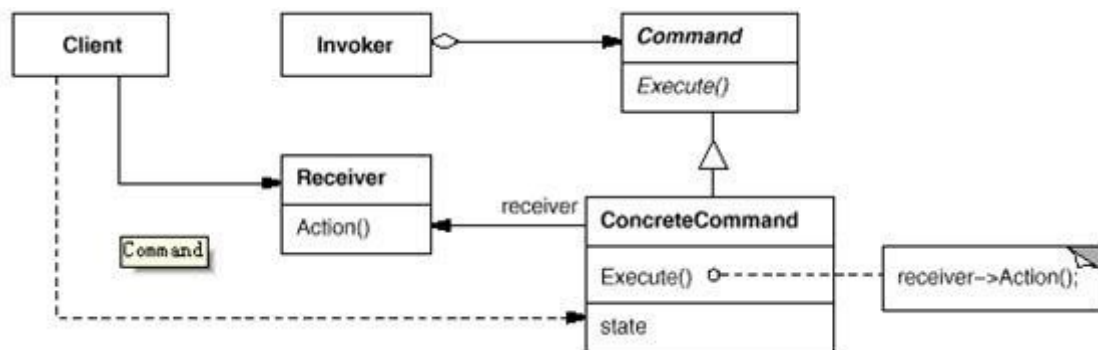 Client
Invoker
Command
Execute()
Receiver
Action()
receiver
ConcreteCommand
Execute()
state
receiver->Action();
Command